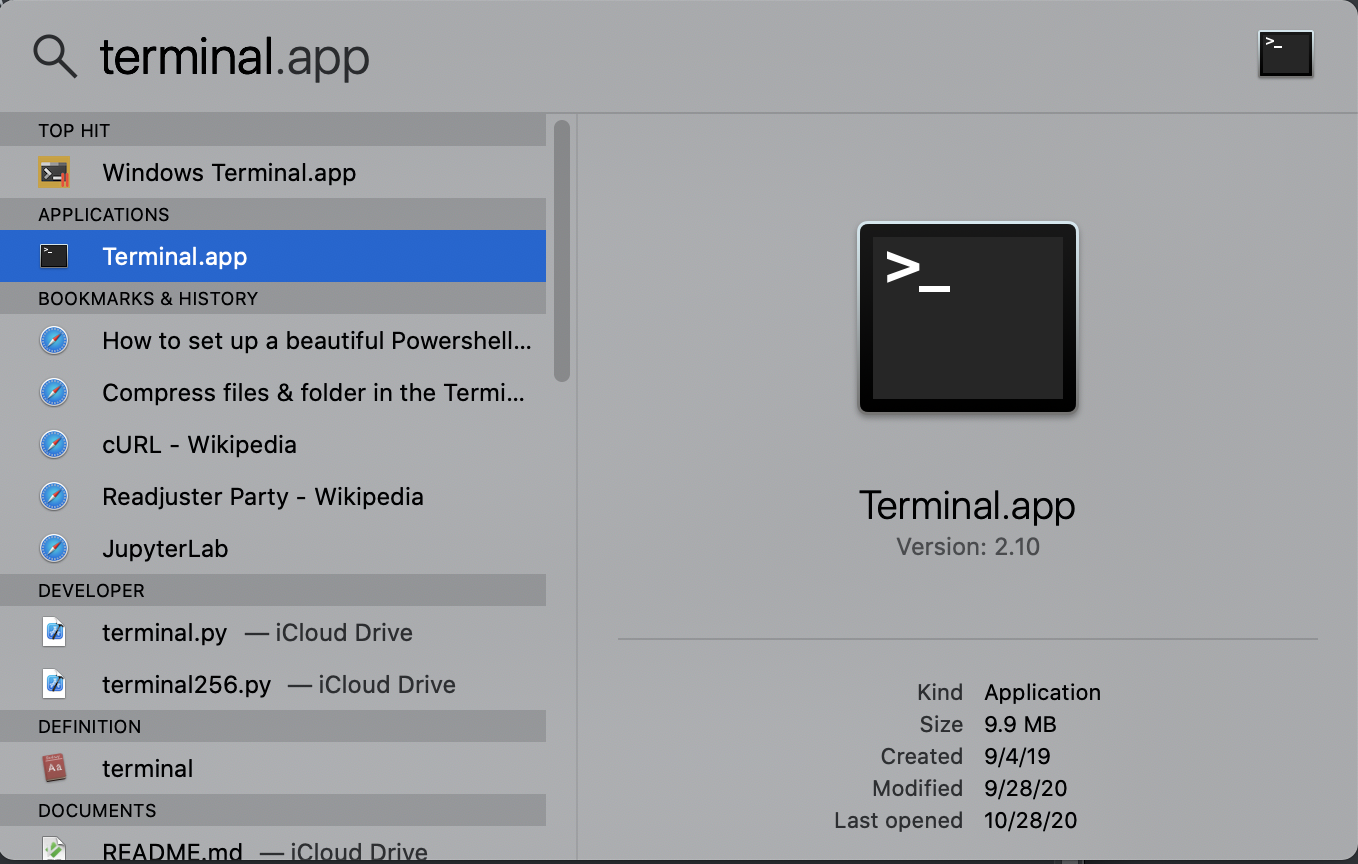 terminal.app
TOP HIT
Windows Terminal.app
APPLICATIONS
Terminal.app
BOOKMARKS & HISTORY
How to set up a beautiful Powershell...
Compress files & folder in the Termi...
cURL - Wikipedia
Readjuster Party - Wikipedia
JupyterLab
DEVELOPER
terminal.py — iCloud Drive
terminal256.py — iCloud Drive
DEFINITION
terminal
DOCUMENTS
README.md — iCloud Drive
>_
Terminal.app
Version: 2.10
Kind Application
Size 9.9 MB
Created 9/4/19
Modified 9/28/20
Last opened 10/28/20